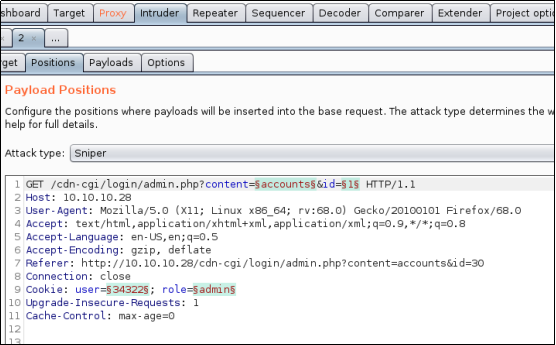 shboard Target Proxy Intruder Repeater Sequencer Decoder Comparer Extender Project optio
× 2 × ...
rget Positions Payloads Options
Payload Positions
Configure the positions where payloads will be inserted into the base request. The attack type determines the w
help for full details.
Attack type: Sniper
1 GET /cdn-cgi/login/admin.php?content=§accounts§&id=§1§ HTTP/1.1
2 Host: 10.10.10.28
3 User-Agent: Mozilla/5.0 (X11; Linux x86_64; rv:68.0) Gecko/20100101 Firefox/68.0
4 Accept: text/html,application/xhtml+xml,application/xml;q=0.9,*/*;q=0.8
5 Accept-Language: en-US,en;q=0.5
6 Accept-Encoding: gzip, deflate
7 Referer: http://10.10.10.28/cdn-cgi/login/admin.php?content=accounts&id=30
8 Connection: close
9 Cookie: user=§34322§; role=§admin§
10 Upgrade-Insecure-Requests: 1
11 Cache-Control: max-age=0
12
13